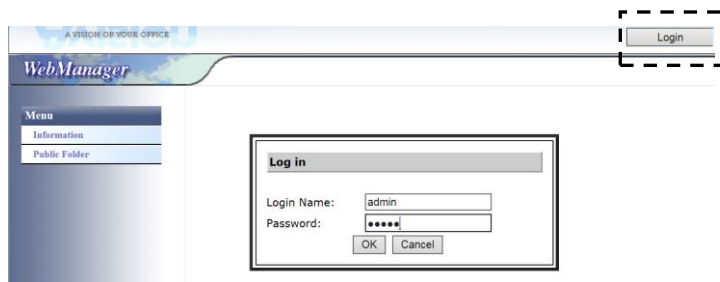 A VISION OF YOUR OFFICE
Login
WebManager
Menu
Information
Public Folder
Log in
Login Name: admin
Password: •••••
OK Cancel